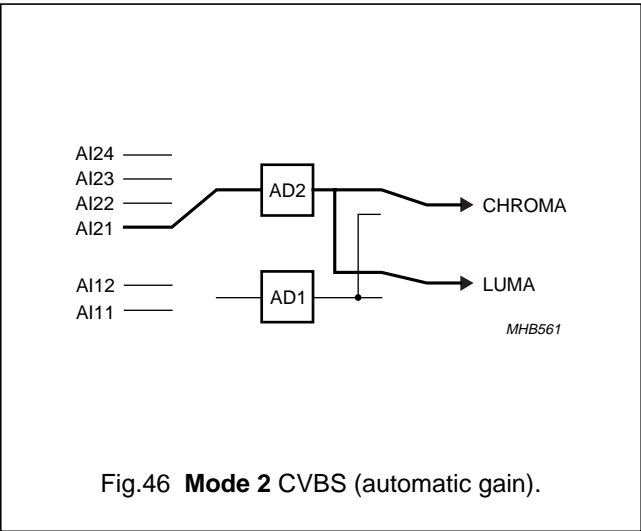 AI24
AI23
AI22
AI21
AD2
CHROMA
AI12
AI11
AD1
LUMA
MHB561
Fig.46 Mode 2 CVBS (automatic gain).